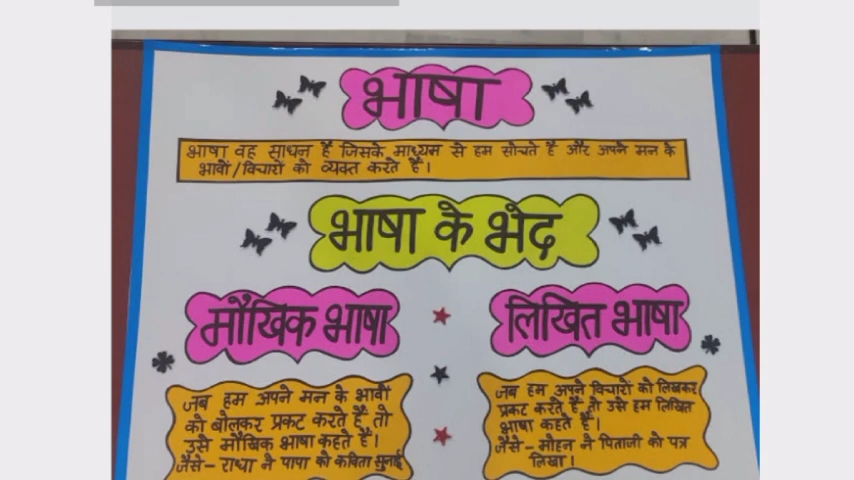 भाषा
भाषा वह साधन है जिसके माध्यम से हम सोचते है और अपने मन के
भावों/विचारों को व्यक्त करते है।
भाषा के भेद
मौखिक भाषा
लिखित भाषा
जब हम अपने मन के भावों
को बोलकर प्रकट करते हैं तो
उसे मौखिक भाषा कहते हैं।
जैसे- राधा ने पापा को कविता सुनाई
जब हम अपने विचारों को लिखकर
प्रकट करते हैं तो उसे हम लिखित
भाषा कहते हैं।
जैसे- मोहन ने पिताजी को पत्र
लिखा।